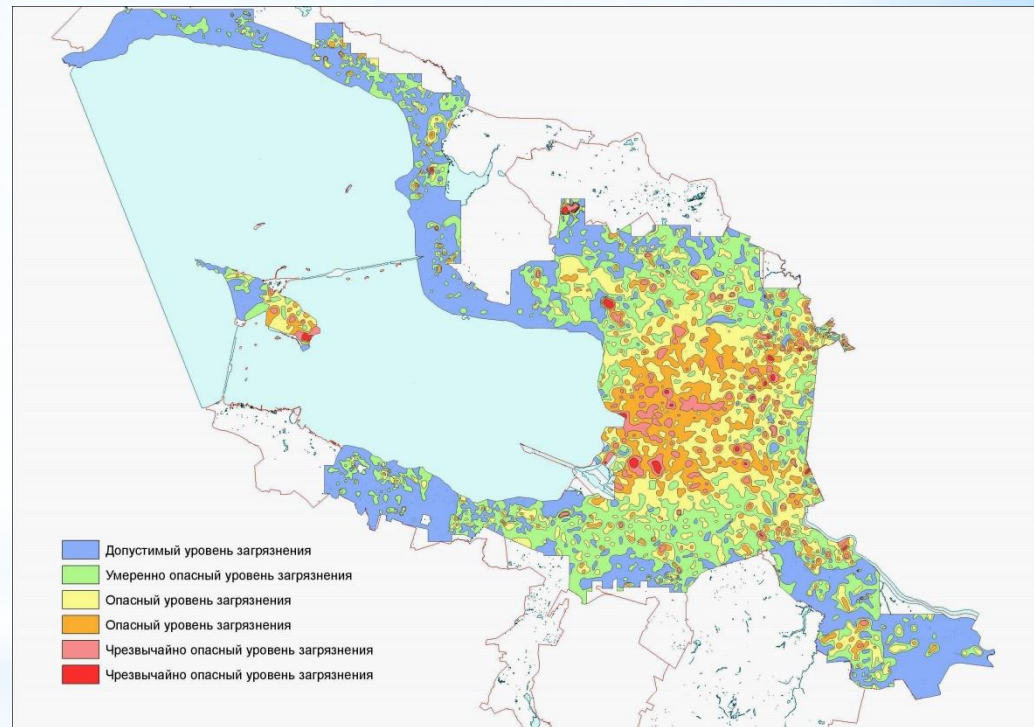 Допустимый уровень загрязнения
Умеренно опасный уровень загрязнения
Опасный уровень загрязнения
Опасный уровень загрязнения
Чрезвычайно опасный уровень загрязнения
Чрезвычайно опасный уровень загрязнения